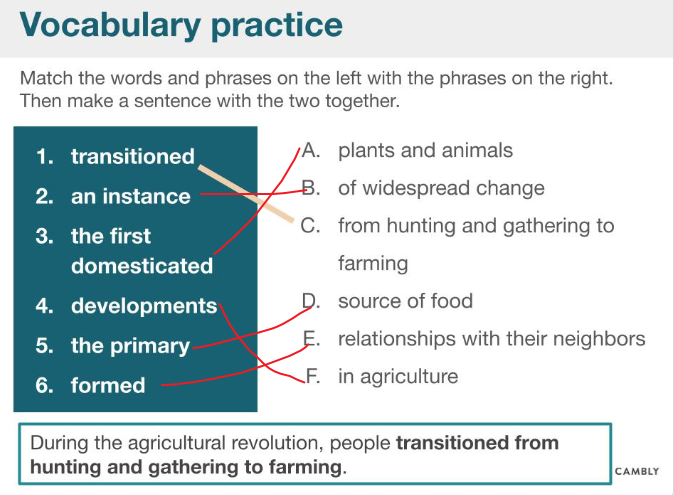 Vocabulary practice
Match the words and phrases on the left with the phrases on the right.
Then make a sentence with the two together.
1. transitioned
2. an instance
3. the first
domesticated
4. developments
5. the primary
6. formed
A. plants and animals
B. of widespread change
C. from hunting and gathering to
farming
D. source of food
E. relationships with their neighbors
F. in agriculture
During the agricultural revolution, people transitioned from
hunting and gathering to farming.
CAMBLY